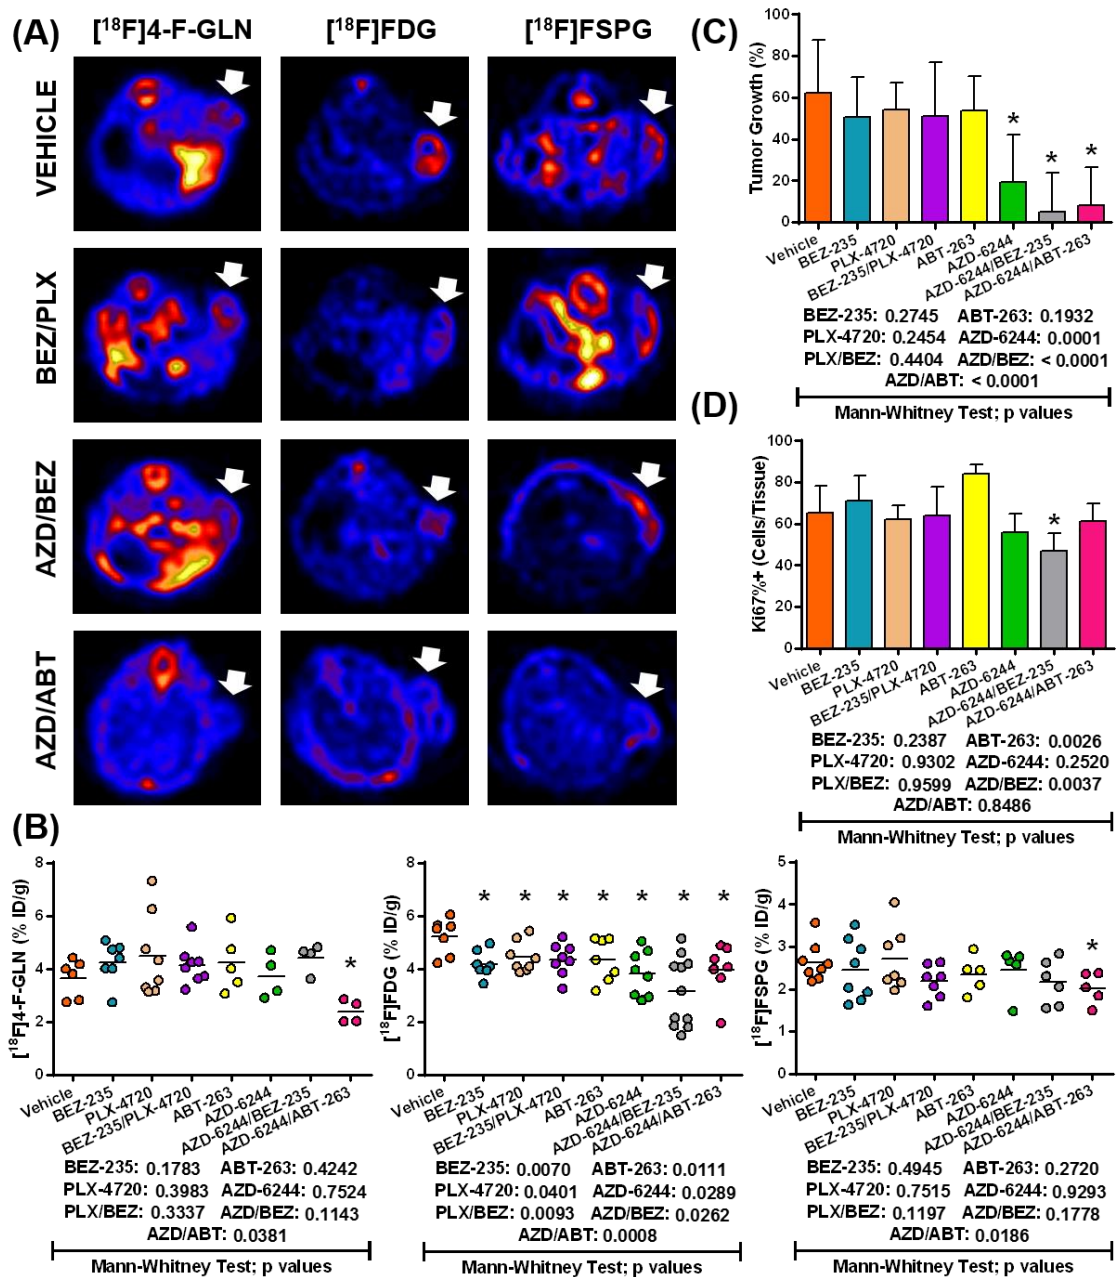 (A)
[18F]4-F-GLN [18F]FDG [18F]FSPG
VEHICLE
BEZ/PLX
AZD/BEZ
AZD/ABT
(C)
Tumor Growth (%)
100
80
60
40
20
0
* * *
Vehicle
BEZ-235
PLX-4720
BEZ-235/PLX-4720
ABT-263
AZD-6244
AZD-6244/BEZ-235
AZD-6244/ABT-263
BEZ-235: 0.2745 ABT-263: 0.1932
PLX-4720: 0.2454 AZD-6244: 0.0001
PLX/BEZ: 0.4404 AZD/BEZ: < 0.0001
AZD/ABT: < 0.0001
Mann-Whitney Test; p values
(D)
Ki67%+ (Cells/Tissue)
100
80
60
40
20
0
*
Vehicle
BEZ-235
PLX-4720
BEZ-235/PLX-4720
ABT-263
AZD-6244
AZD-6244/BEZ-235
AZD-6244/ABT-263
BEZ-235: 0.2387 ABT-263: 0.0026
PLX-4720: 0.9302 AZD-6244: 0.2520
PLX/BEZ: 0.9599 AZD/BEZ: 0.0037
AZD/ABT: 0.8486
Mann-Whitney Test; p values
(B)
[18F]4-F-GLN (% ID/g)
8
6
4
2
0
*
Vehicle
BEZ-235
PLX-4720
BEZ-235/PLX-4720
ABT-263
AZD-6244
AZD-6244/BEZ-235
AZD-6244/ABT-263
BEZ-235: 0.1783 ABT-263: 0.4242
PLX-4720: 0.3983 AZD-6244: 0.7524
PLX/BEZ: 0.3337 AZD/BEZ: 0.1143
AZD/ABT: 0.0381
Mann-Whitney Test; p values
[18F]FDG (% ID/g)
8
6
4
2
0
* * * * * * *
Vehicle
BEZ-235
PLX-4720
BEZ-235/PLX-4720
ABT-263
AZD-6244
AZD-6244/BEZ-235
AZD-6244/ABT-263
BEZ-235: 0.0070 ABT-263: 0.0111
PLX-4720: 0.0401 AZD-6244: 0.0289
PLX/BEZ: 0.0093 AZD/BEZ: 0.0262
AZD/ABT: 0.0008
Mann-Whitney Test; p values
[18F]FSPG (% ID/g)
5
4
3
2
1
0
*
Vehicle
BEZ-235
PLX-4720
BEZ-235/PLX-4720
ABT-263
AZD-6244
AZD-6244/BEZ-235
AZD-6244/ABT-263
BEZ-235: 0.4945 ABT-263: 0.2720
PLX-4720: 0.7515 AZD-6244: 0.9293
PLX/BEZ: 0.1197 AZD/BEZ: 0.1778
AZD/ABT: 0.0186
Mann-Whitney Test; p values